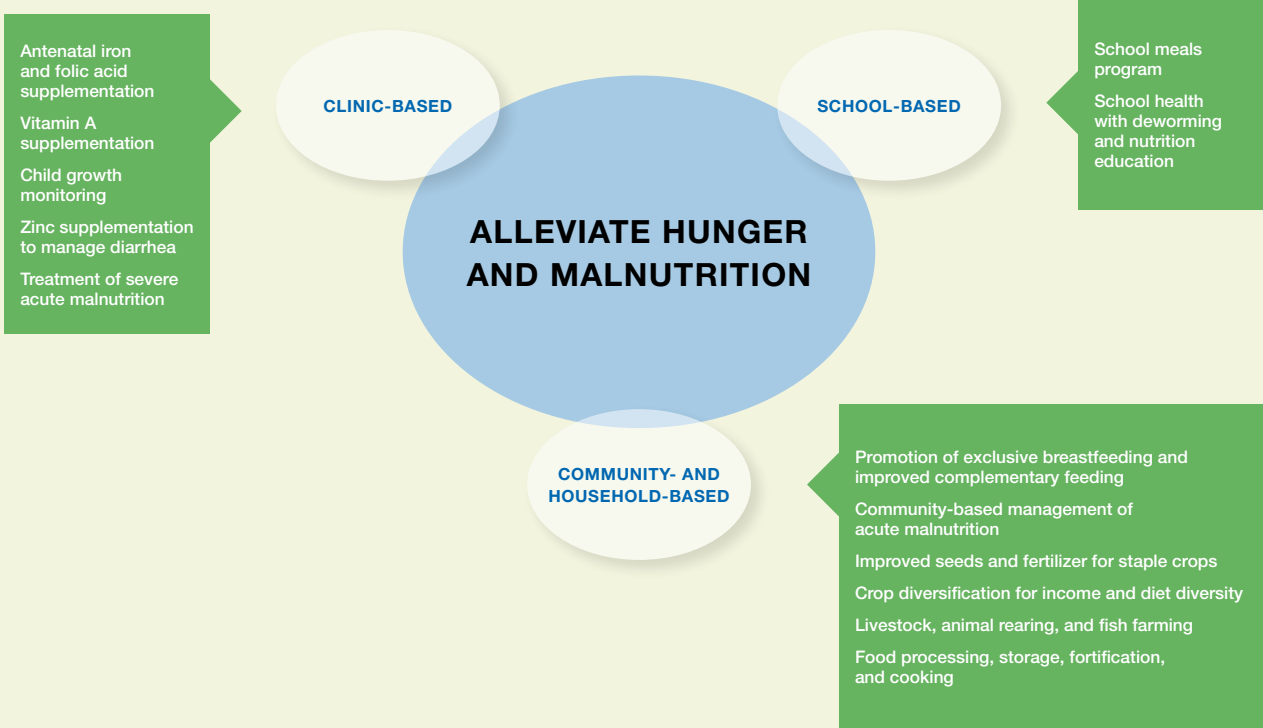 Antenatal iron
and folic acid
supplementation
Vitamin A
supplementation
Child growth
monitoring
Zinc supplementation
to manage diarrhea
Treatment of severe
acute malnutrition
CLINIC-BASED
SCHOOL-BASED
School meals
program
School health
with deworming
and nutrition
education
ALLEVIATE HUNGER
AND MALNUTRITION
COMMUNITY- AND
HOUSEHOLD-BASED
Promotion of exclusive breastfeeding and
improved complementary feeding
Community-based management of
acute malnutrition
Improved seeds and fertilizer for staple crops
Crop diversification for income and diet diversity
Livestock, animal rearing, and fish farming
Food processing, storage, fortification,
and cooking